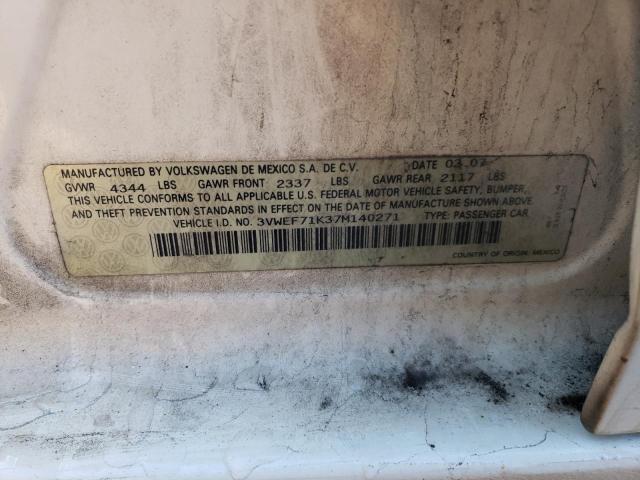 MANUFACTURED BY VOLKSWAGEN DE MEXICO S.A. DE C.V. DATE 03.07
GVWR 4344 LBS GAWR FRONT 2337 LBS GAWR REAR 2117 LBS
THIS VEHICLE CONFORMS TO ALL APPLICABLE U.S. FEDERAL MOTOR VEHICLE SAFETY, BUMPER,
AND THEFT PREVENTION STANDARDS IN EFFECT ON THE DATE OF MANUFACTURE SHOWN ABOVE.
VEHICLE I.D. NO. 3VWEF71K37M140271 TYPE: PASSENGER CAR
COUNTRY OF ORIGIN: MEXICO